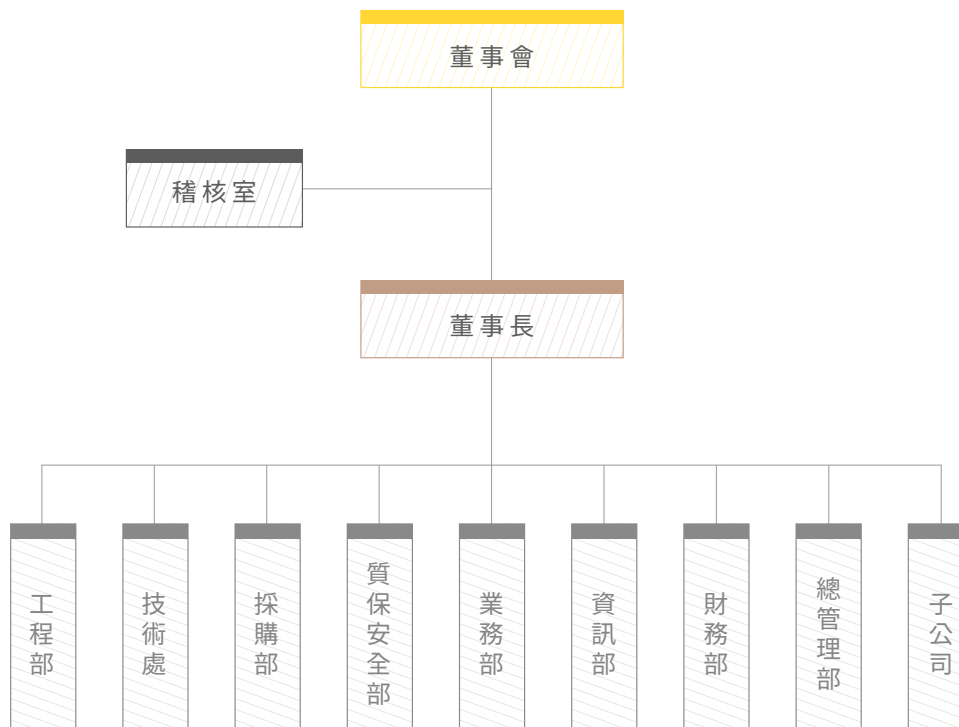 董事會
稽核室
董事長
工程部
技術處
採購部
質保安全部
業務部
資訊部
財務部
總管理部
子公司